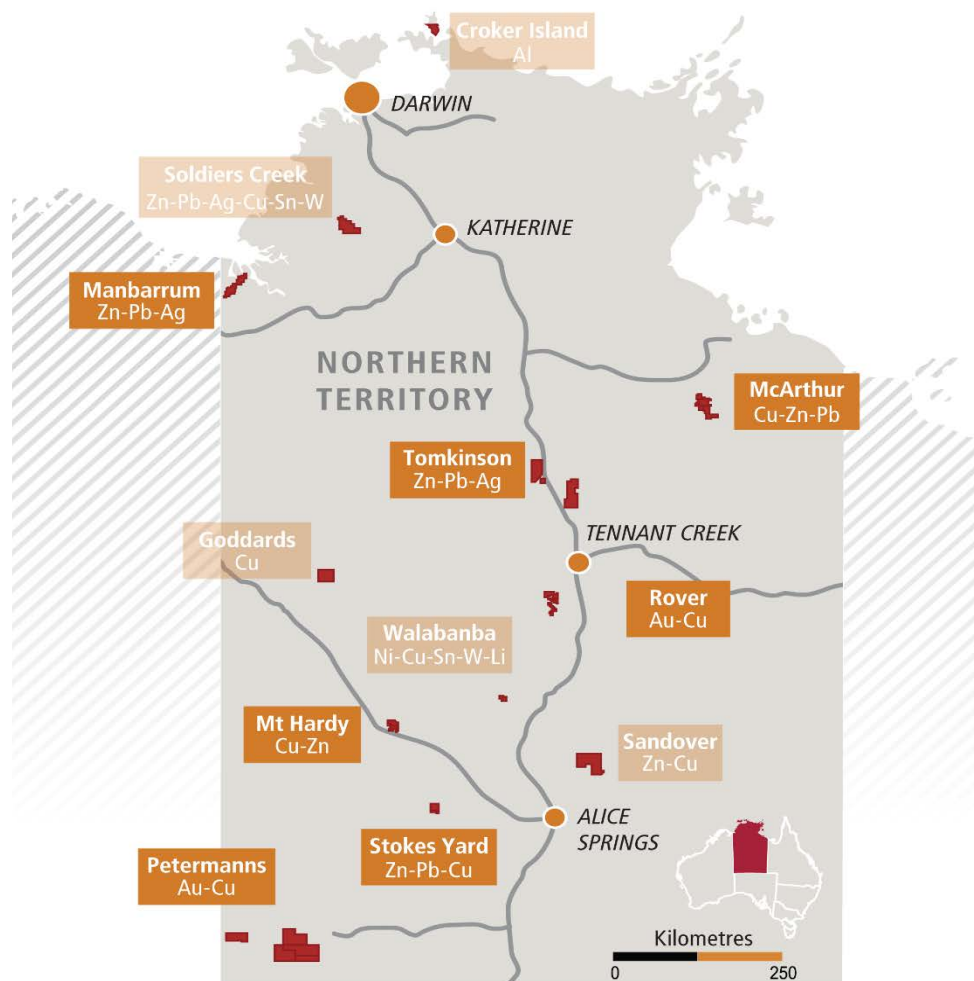 Croker Island
Al
DARWIN
Soldiers Creek
Zn-Pb-Ag-Cu-Sn-W
KATHERINE
Manbarrum
Zn-Pb-Ag
NORTHERN
TERRITORY
McArthur
Cu-Zn-Pb
Tomkinson
Zn-Pb-Ag
TENNANT CREEK
Goddards
Cu
Rover
Au-Cu
Walabanba
Ni-Cu-Sn-W-Li
Mt Hardy
Cu-Zn
Sandover
Zn-Cu
ALICE
SPRINGS
Stokes Yard
Zn-Pb-Cu
Petermanns
Au-Cu
Kilometres
0
250